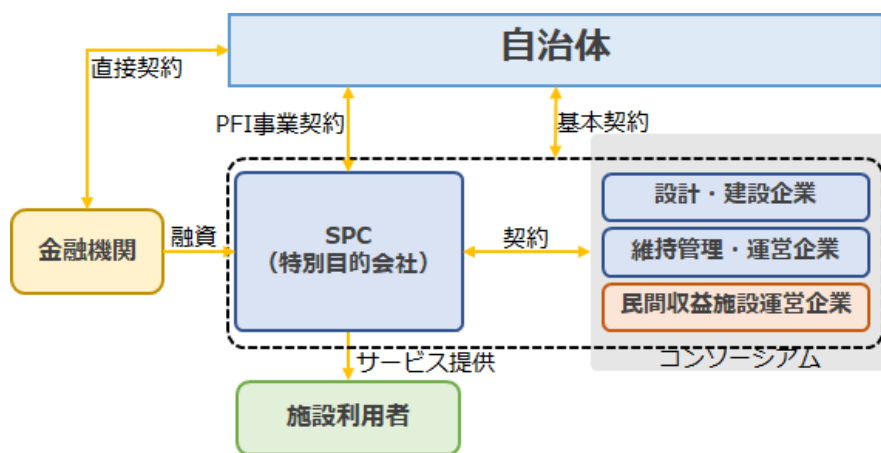 自治体
直接契約
PFI事業契約
基本契約
設計・建設企業
SPC
（特別目的会社）
金融機関
融資
契約
維持管理・運営企業
民間収益施設運営企業
コンソーシアム
サービス提供
施設利用者